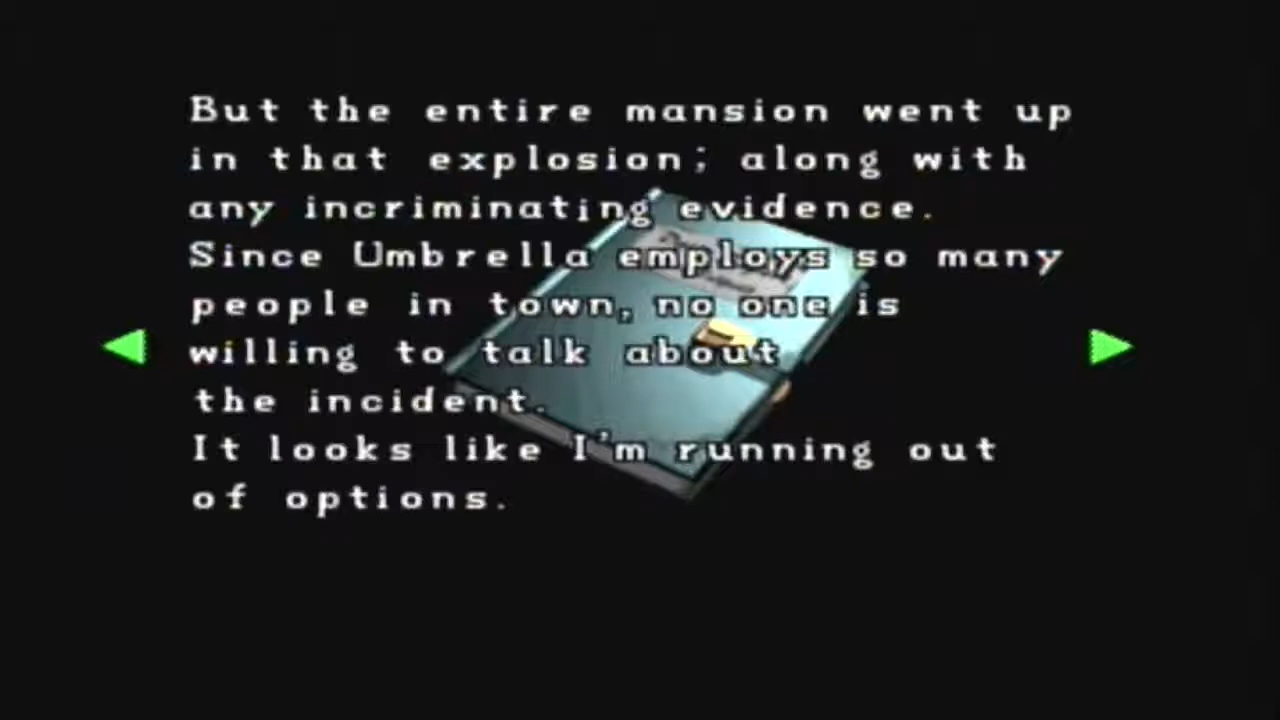 But the entire mansion went up
in that explosion; along with
any incriminating evidence.
Since Umbrella employs so many
people in town, no one is
willing to talk about
the incident.
It looks like I'm running out
of options.